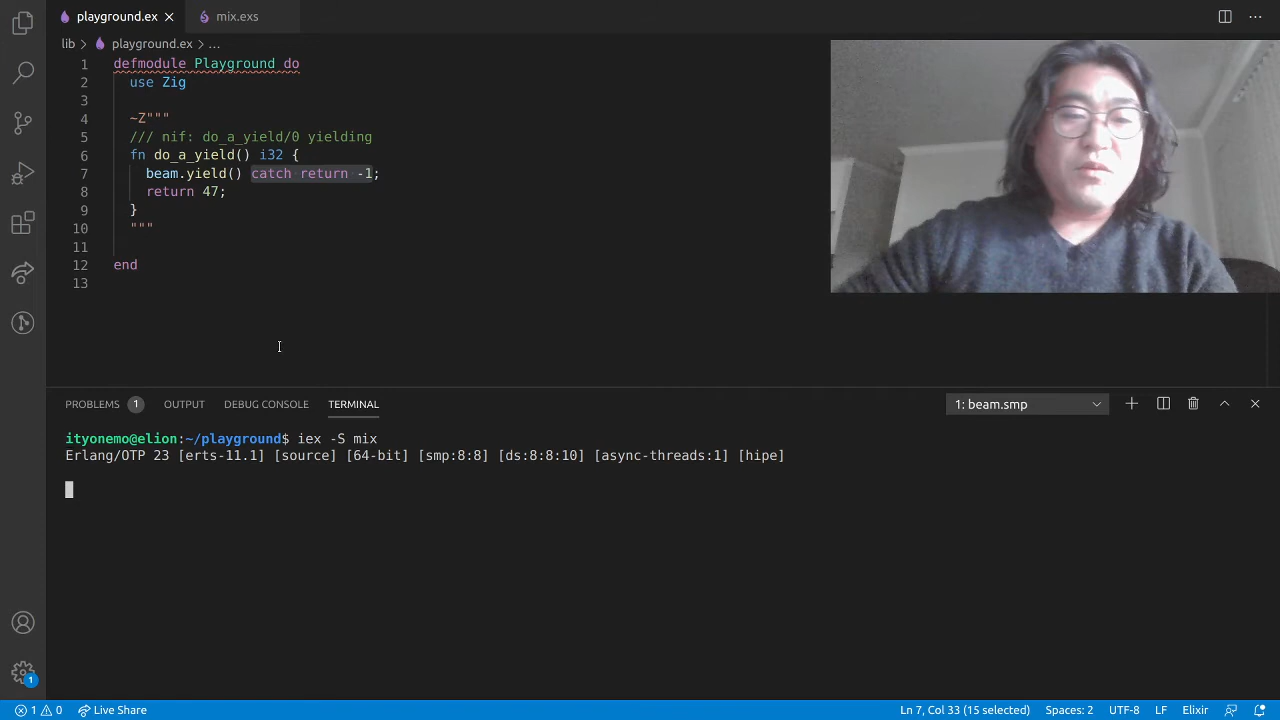 playground.ex
mix.exs
lib > playground.ex > ...
1 defmodule Playground do
2 use Zig
3
4 ~Z"""
5 /// nif: do_a_yield/0 yielding
6 fn do_a_yield() i32 {
7 beam.yield() catch return -1;
8 return 47;
9 }
10 """
11
12 end
13
PROBLEMS 1 OUTPUT DEBUG CONSOLE TERMINAL 1: beam.smp
ityonemo@elion:~/playground$ iex -S mix
Erlang/OTP 23 [erts-11.1] [source] [64-bit] [smp:8:8] [ds:8:8:10] [async-threads:1] [hipe]
1
1 0 Live Share Ln 7, Col 33 (15 selected) Spaces: 2 UTF-8 LF Elixir